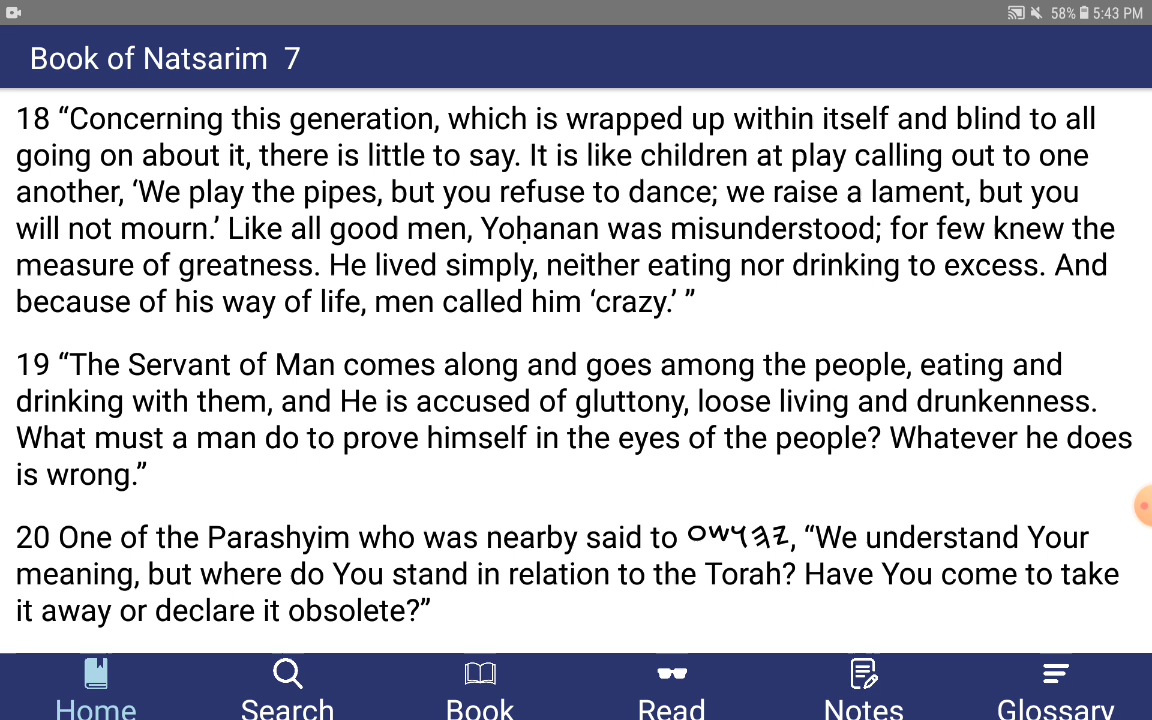 58% 5:43 PM
Book of Natsarim 7
18 “Concerning this generation, which is wrapped up within itself and blind to all
going on about it, there is little to say. It is like children at play calling out to one
another, ‘We play the pipes, but you refuse to dance; we raise a lament, but you
will not mourn.’ Like all good men, Yoḥanan was misunderstood; for few knew the
measure of greatness. He lived simply, neither eating nor drinking to excess. And
because of his way of life, men called him ‘crazy.’ ”
19 “The Servant of Man comes along and goes among the people, eating and
drinking with them, and He is accused of gluttony, loose living and drunkenness.
What must a man do to prove himself in the eyes of the people? Whatever he does
is wrong.”
20 One of the Parashyim who was nearby said to 𐤉𐤄𐤅𐤔𐤏, “We understand Your
meaning, but where do You stand in relation to the Torah? Have You come to take
it away or declare it obsolete?”
Home Search Book Read Notes Glossary